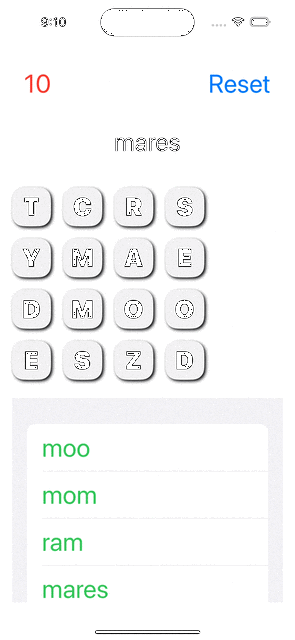 9:10
10 Reset
mares
T C R S
Y M A E
D M O O
E S Z D
moo
mom
ram
mares